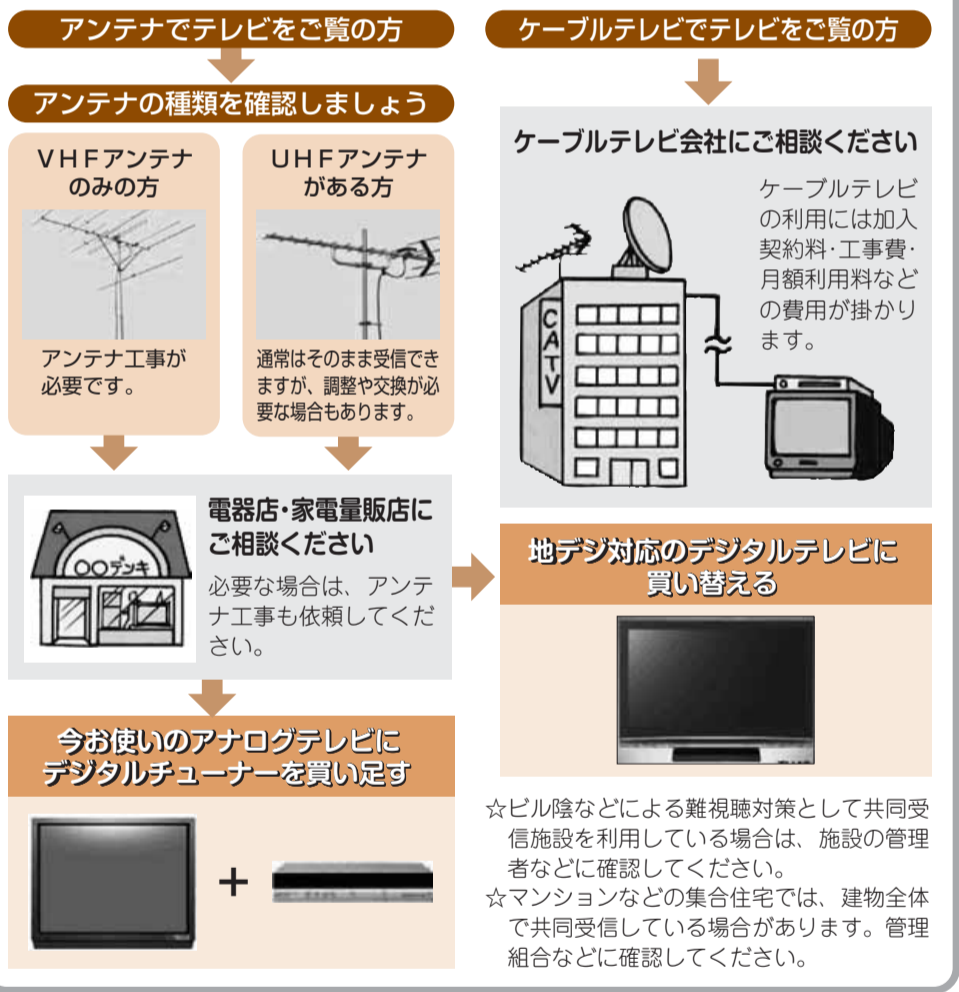 アンテナでテレビをご覧の方
アンテナの種類を確認しましょう
VHFアンテナ
のみの方
アンテナ工事が
必要です。
UHFアンテナ
がある方
通常はそのまま受信でき
ますが、調整や交換が必
要な場合もあります。
○○デンキ
電器店・家電量販店に
ご相談ください
必要な場合は、アンテ
ナ工事も依頼してくだ
さい。
今お使いのアナログテレビに
デジタルチューナーを買い足す
+
ケーブルテレビでテレビをご覧の方
ケーブルテレビ会社にご相談ください
ケーブルテレビ
の利用には加入
契約料・工事費・
月額利用料など
の費用が掛かり
ます。
CATV
地デジ対応のデジタルテレビに
買い替える
☆ビル陰などによる難視聴対策として共同受
信施設を利用している場合は、施設の管理
者などに確認してください。
☆マンションなどの集合住宅では、建物全体
で共同受信している場合があります。管理
組合などに確認してください。